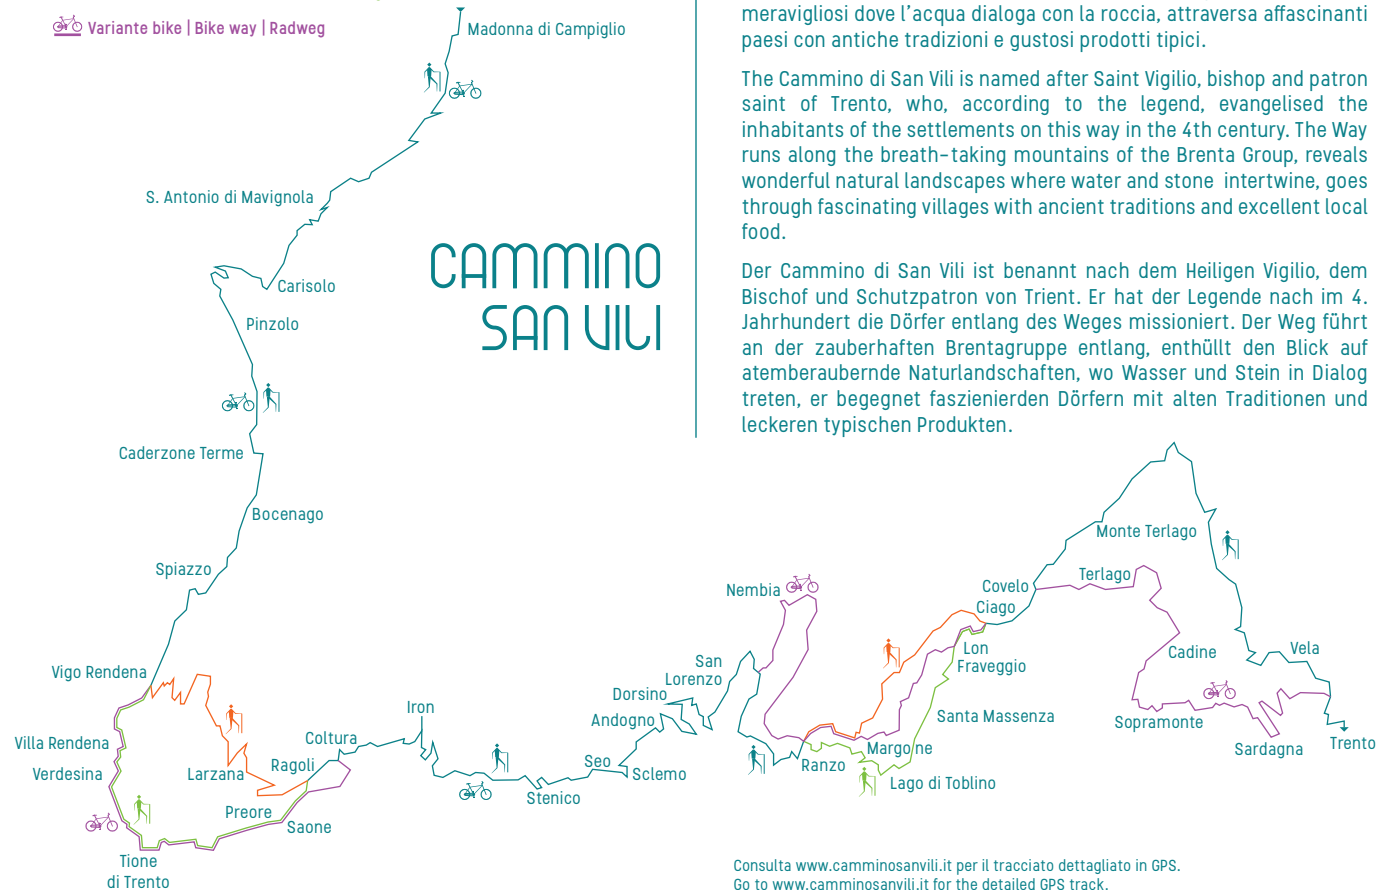 Variante bike | Bike way | Radweg
Madonna di Campiglio
S. Antonio di Mavignola
CAMMINO
SAN VILI
Carisolo
Pinzolo
Caderzone Terme
Bocenago
Spiazzo
Vigo Rendena
Villa Rendena
Verdesina
Larzana
Ragoli
Coltura
Iron
Preore
Saone
Tione
di Trento
Stenico
Seo
Sclemo
Andogno
Dorsino
San
Lorenzo
Nembia
Ranzo
Margone
Lago di Toblino
Santa Massenza
Lon
Fraveggio
Ciago
Covelo
Terlago
Monte Terlago
Cadine
Vela
Sopramonte
Sardagna
Trento
meravigliosi dove l'acqua dialoga con la roccia, attraversa affascinanti
paesi con antiche tradizioni e gustosi prodotti tipici.
The Cammino di San Vili is named after Saint Vigilio, bishop and patron
saint of Trento, who, according to the legend, evangelised the
inhabitants of the settlements on this way in the 4th century. The Way
runs along the breath-taking mountains of the Brenta Group, reveals
wonderful natural landscapes where water and stone intertwine, goes
through fascinating villages with ancient traditions and excellent local
food.
Der Cammino di San Vili ist benannt nach dem Heiligen Vigilio, dem
Bischof und Schutzpatron von Trient. Er hat der Legende nach im 4.
Jahrhundert die Dörfer entlang des Weges missioniert. Der Weg führt
an der zauberhaften Brentagruppe entlang, enthüllt den Blick auf
atemberaubernde Naturlandschaften, wo Wasser und Stein in Dialog
treten, er begegnet faszienierden Dörfern mit alten Traditionen und
leckeren typischen Produkten.
Consulta www.camminosanvili.it per il tracciato dettagliato in GPS.
Go to www.camminosanvili.it for the detailed GPS track.